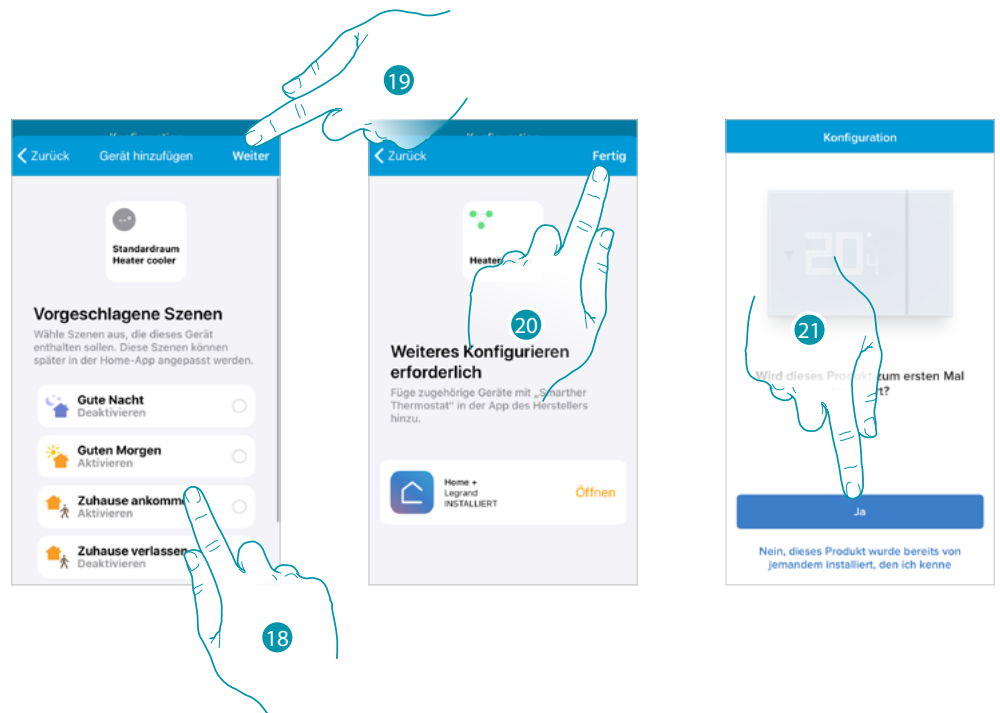 19
Zurück Gerät hinzufügen Weiter
Standardraum
Heater cooler
Vorgeschlagene Szenen
Wähle Szenen aus, die dieses Gerät
enthalten sollen. Diese Szenen können
später in der Home-App angepasst werden.
Gute Nacht
Deaktivieren
Guten Morgen
Aktivieren
Zuhause ankomme
Aktivieren
Zuhause verlassen
Deaktivieren
18
Zurück Fertig
Heater
20
Weiteres Konfigurieren
erforderlich
Füge zugehörige Geräte mit „Smarther
Thermostat“ in der App des Herstellers
hinzu.
Home +
Legrand
INSTALLIERT
Öffnen
Konfiguration
20
21
Wird dieses Produkt zum ersten Mal
Ja
Nein, dieses Produkt wurde bereits von
jemandem installiert, den ich kenne